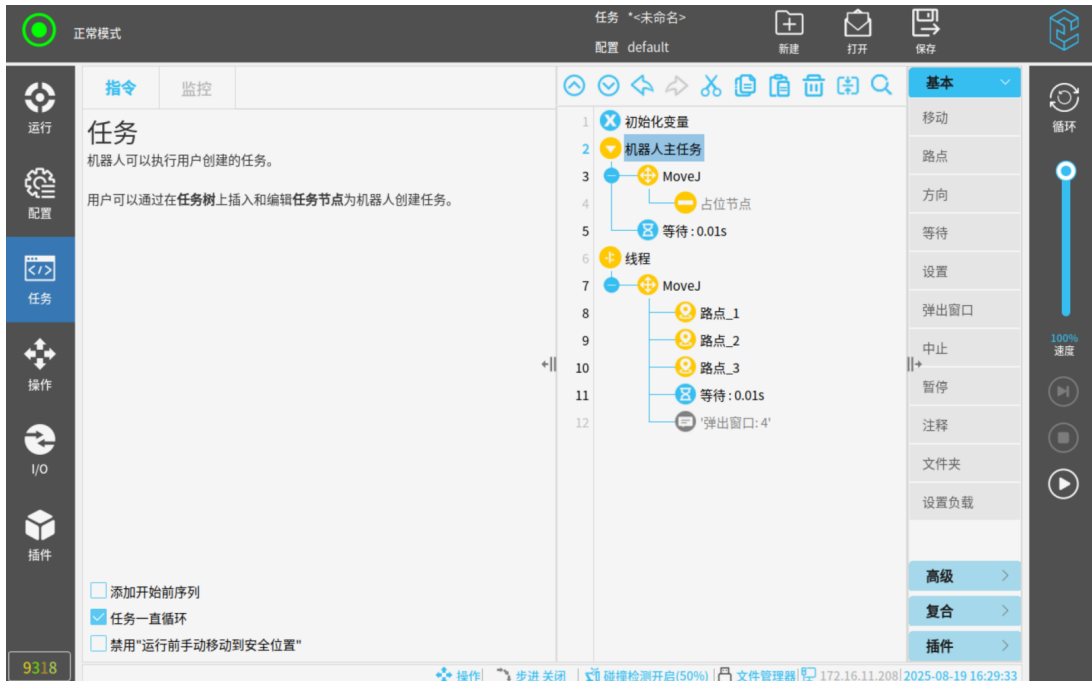 正常模式
任务 *<未命名>
配置 default
新建
打开
保存
运行
配置
任务
操作
I/O
插件
9318
指令
监控
任务
机器人可以执行用户创建的任务。
用户可以通过在任务树上插入和编辑任务节点为机器人创建任务。
添加开始前序列
任务一直循环
禁用"运行前手动移动到安全位置"
1 初始化变量
2 机器人主任务
3 MoveJ
4 占位节点
5 等待 : 0.01s
6 线程
7 MoveJ
8 路点_1
9 路点_2
10 路点_3
11 等待 : 0.01s
12 '弹出窗口: 4'
基本
移动
路点
方向
等待
设置
弹出窗口
中止
暂停
注释
文件夹
设置负载
高级
复合
插件
循环
100%
速度
操作| 步进 关闭 | 碰撞检测开启(50%) | 文件管理器| 172.16.11.208| 2025-08-19 16:29:33